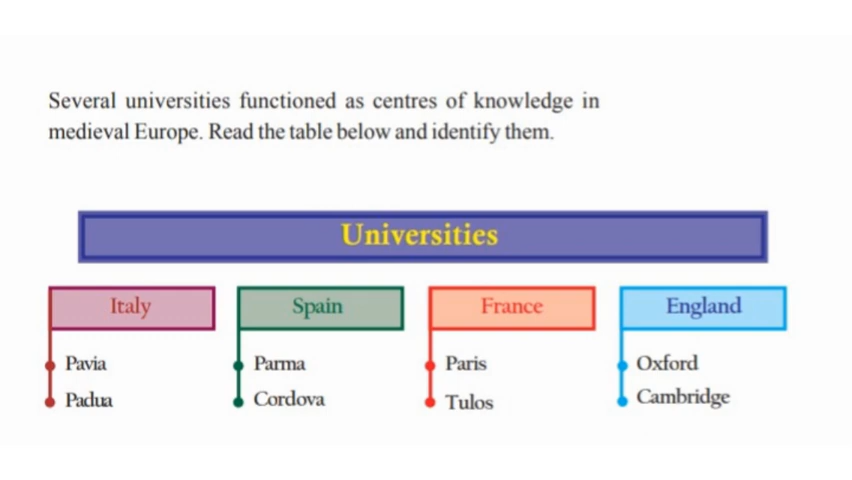 Several universities functioned as centres of knowledge in
medieval Europe. Read the table below and identify them.
Universities
Italy
Pavia
Padua
Spain
Parma
Cordova
France
Paris
Tulos
England
Oxford
Cambridge